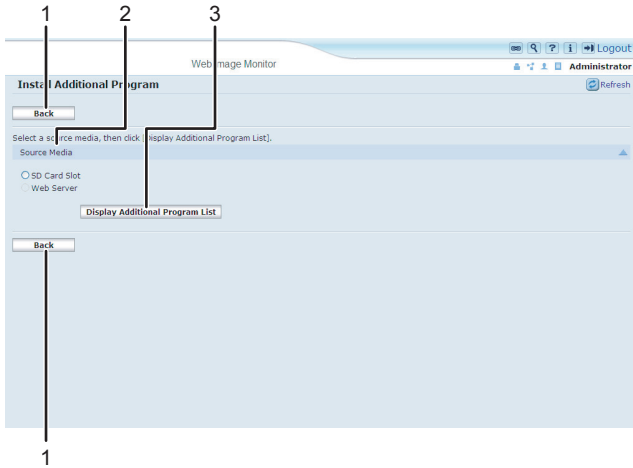 1 2 3
Logout
Web Image Monitor
Administrator
Install Additional Program
Refresh
Back
Select a source media, then click [Display Additional Program List].
Source Media
SD Card Slot
Web Server
Display Additional Program List
Back
1